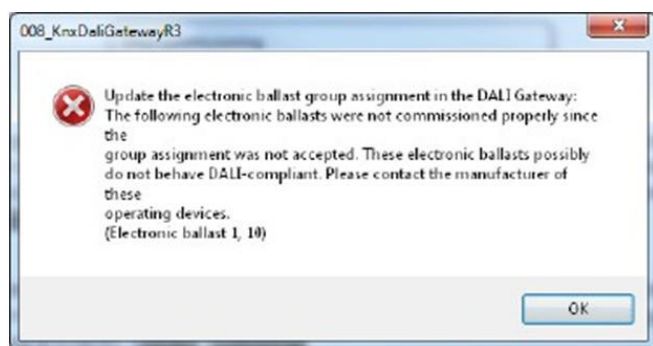 008_KnxDaliGatewayR3
Update the electronic ballast group assignment in the DALI Gateway:
The following electronic ballasts were not commissioned properly since
the
group assignment was not accepted. These electronic ballasts possibly
do not behave DALI-compliant. Please contact the manufacturer of
these
operating devices.
(Electronic ballast 1, 10)
OK